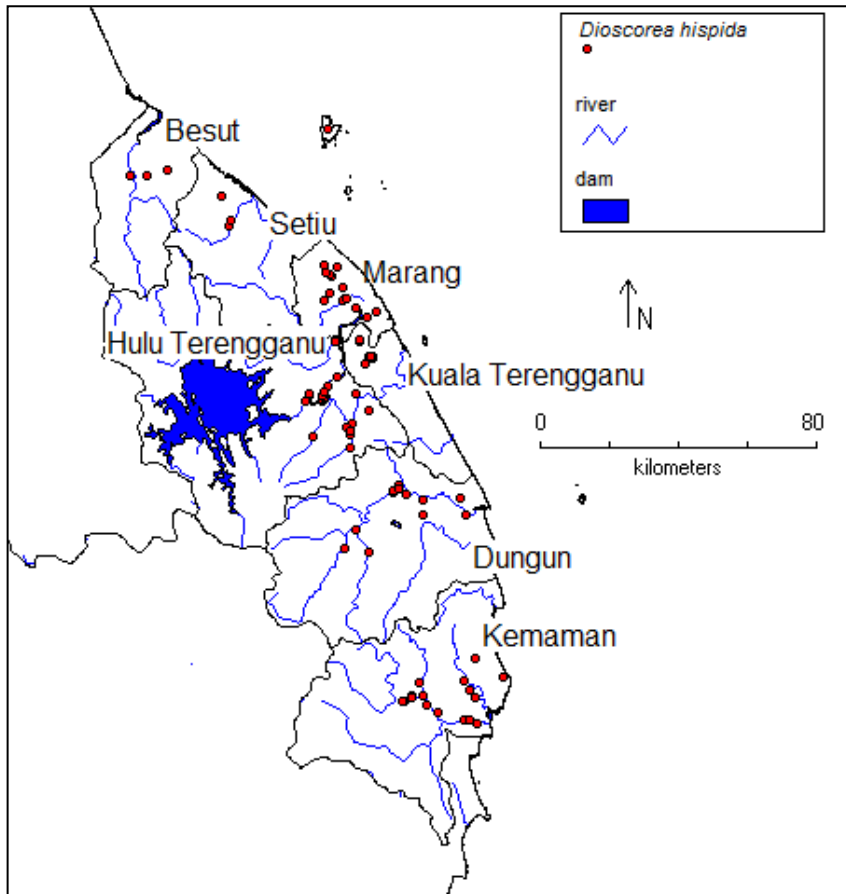 Dioscorea hispida
river
dam
Besut
Setiu
Marang
N
Hulu Terengganu
Kuala Terengganu
0 80
kilometers
Dungun
Kemaman